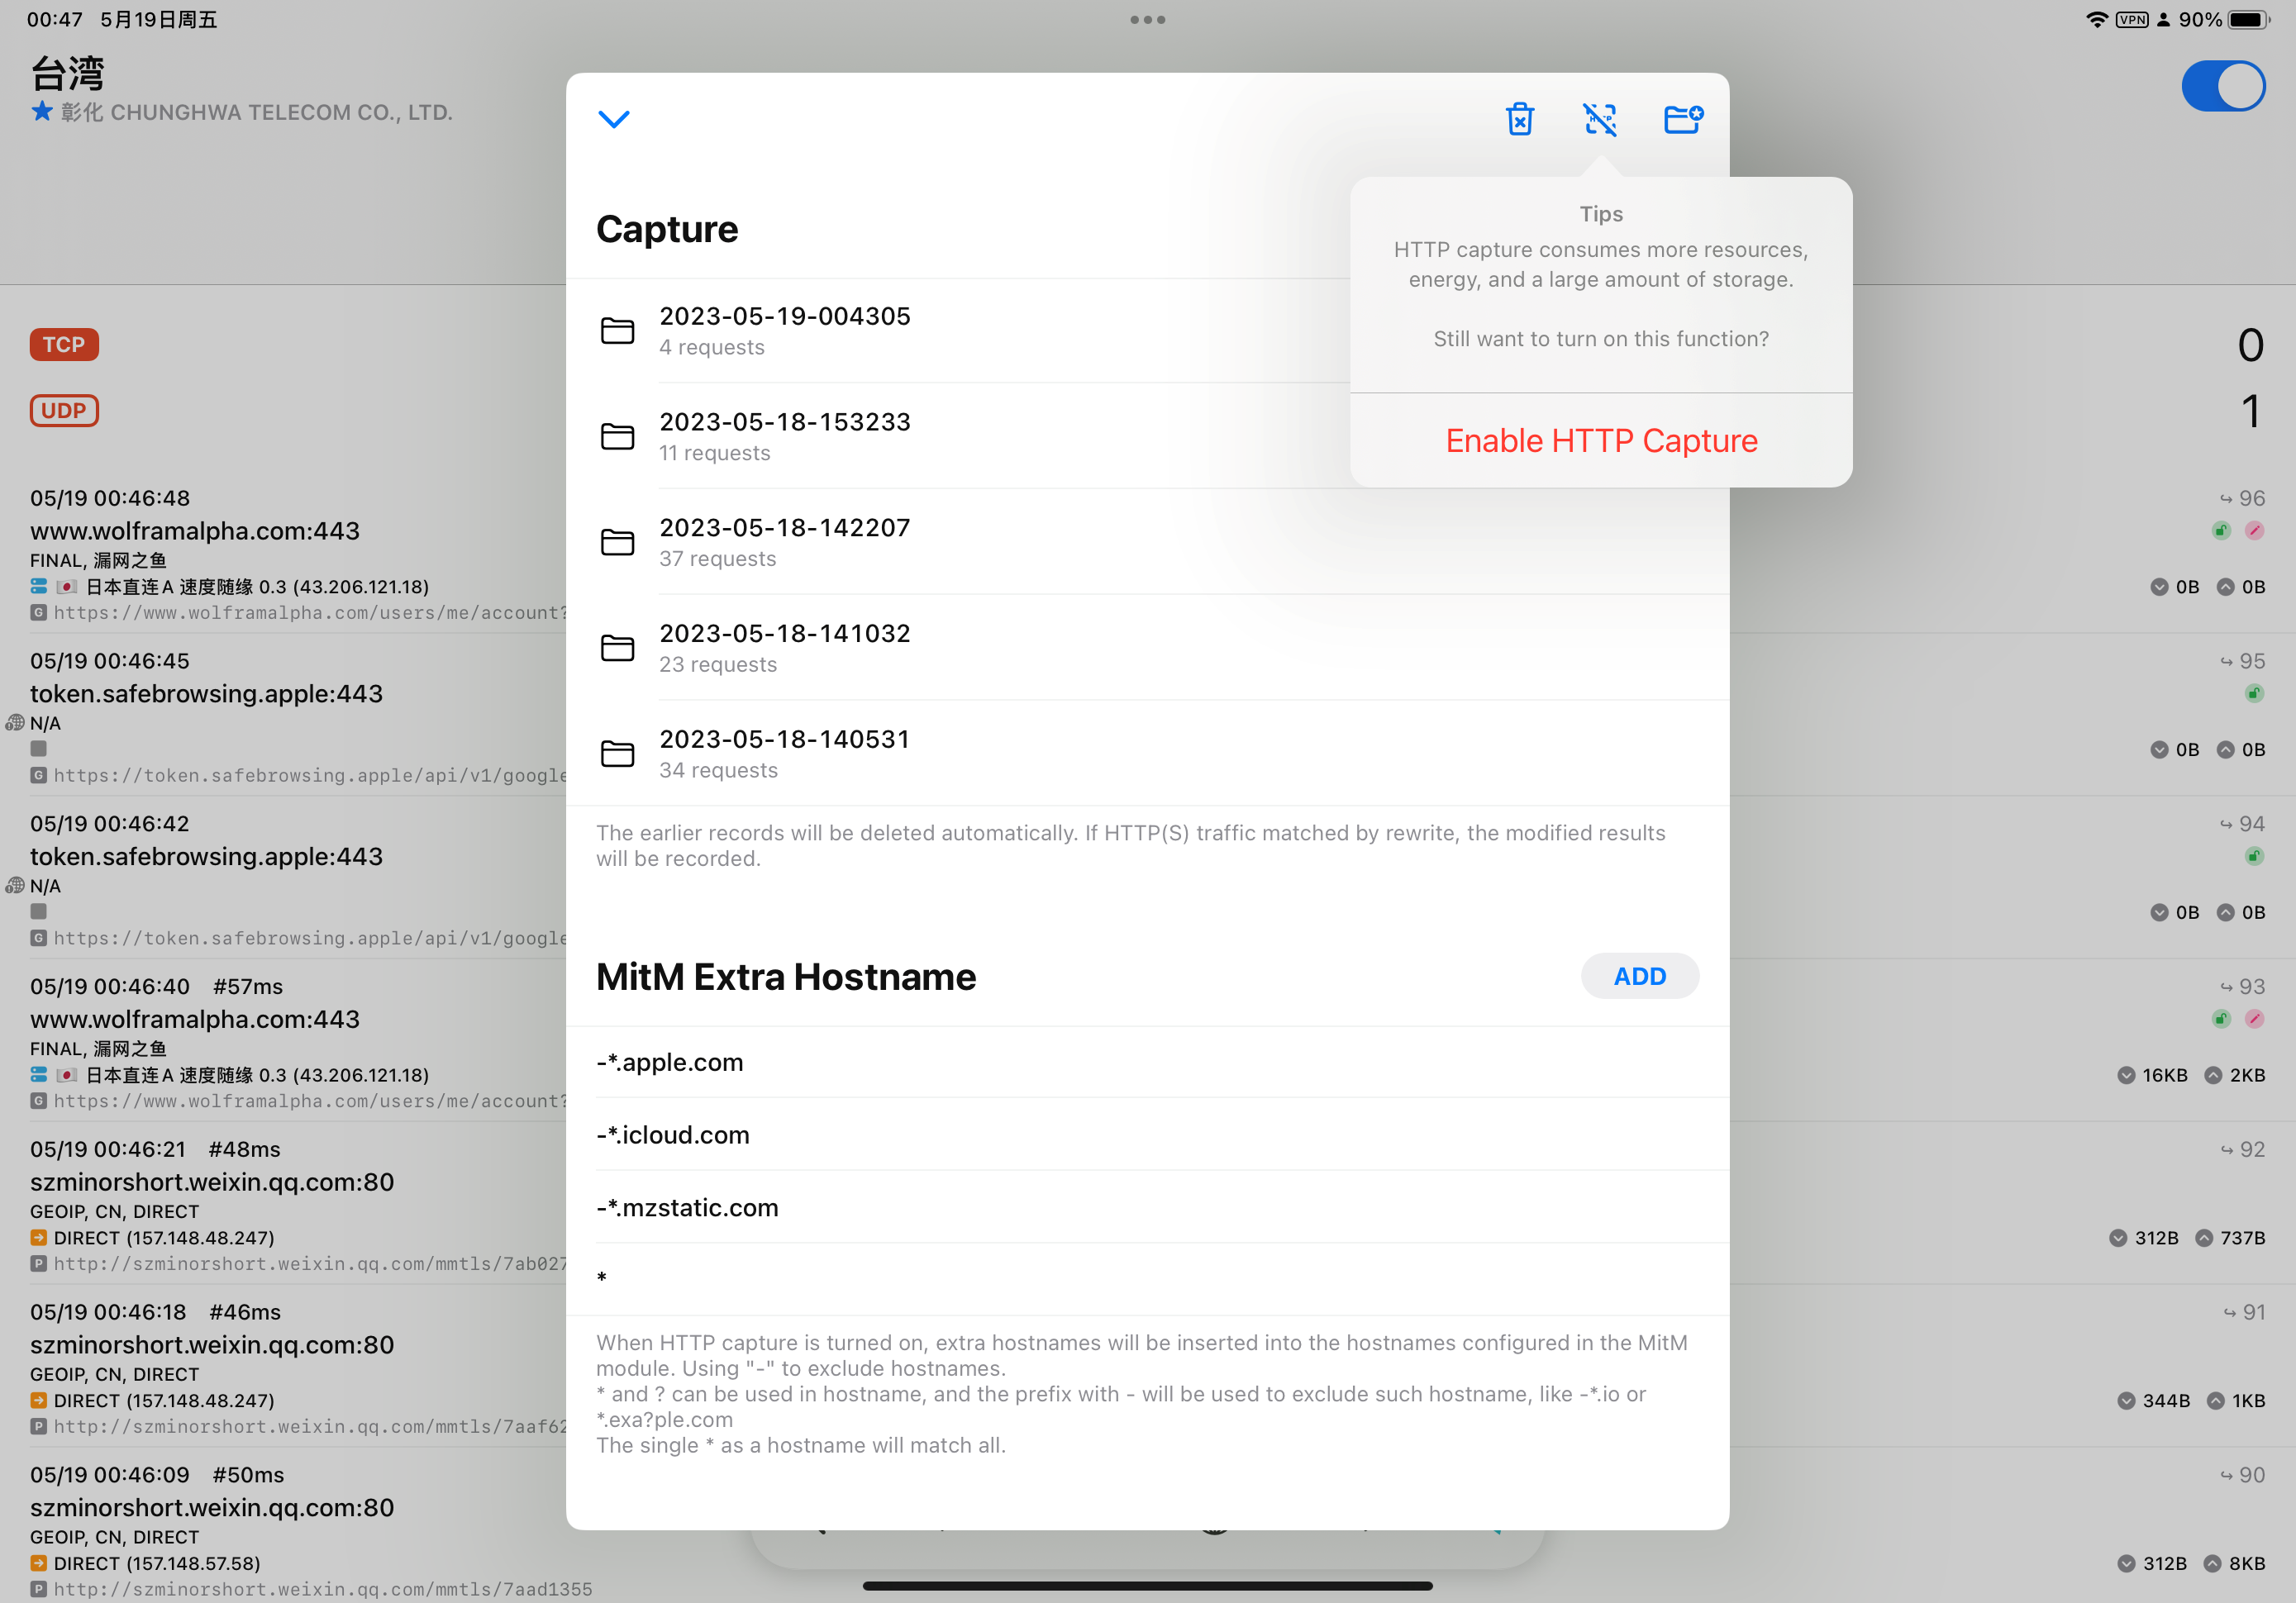 00:47 5月19日周五
VPN 90%
台湾
彰化 CHUNGHWA TELECOM CO., LTD.
TCP
0
UDP
1
05/19 00:46:48
96
www.wolframalpha.com:443
FINAL, 漏网之鱼
日本直连A 速度随缘 0.3 (43.206.121.18)
0B 0B
G https://www.wolframalpha.com/users/me/account?
05/19 00:46:45
95
token.safebrowsing.apple:443
N/A
0B 0B
G https://token.safebrowsing.apple/api/v1/google
05/19 00:46:42
94
token.safebrowsing.apple:443
N/A
0B 0B
G https://token.safebrowsing.apple/api/v1/google
05/19 00:46:40 #57ms
93
www.wolframalpha.com:443
FINAL, 漏网之鱼
日本直连A 速度随缘 0.3 (43.206.121.18)
16KB 2KB
G https://www.wolframalpha.com/users/me/account?
05/19 00:46:21 #48ms
92
szminorshort.weixin.qq.com:80
GEOIP, CN, DIRECT
DIRECT (157.148.48.247)
312B 737B
P http://szminorshort.weixin.qq.com/mmtls/7ab027
05/19 00:46:18 #46ms
91
szminorshort.weixin.qq.com:80
GEOIP, CN, DIRECT
DIRECT (157.148.48.247)
344B 1KB
P http://szminorshort.weixin.qq.com/mmtls/7aaf62
05/19 00:46:09 #50ms
90
szminorshort.weixin.qq.com:80
GEOIP, CN, DIRECT
DIRECT (157.148.57.58)
312B 8KB
P http://szminorshort.weixin.qq.com/mmtls/7aad1355
Capture
2023-05-19-004305
4 requests
2023-05-18-153233
11 requests
2023-05-18-142207
37 requests
2023-05-18-141032
23 requests
2023-05-18-140531
34 requests
The earlier records will be deleted automatically. If HTTP(S) traffic matched by rewrite, the modified results
will be recorded.
MitM Extra Hostname
ADD
-*.apple.com
-*.icloud.com
-*.mzstatic.com
*
When HTTP capture is turned on, extra hostnames will be inserted into the hostnames configured in the MitM
module. Using "-" to exclude hostnames.
* and ? can be used in hostname, and the prefix with - will be used to exclude such hostname, like -*.io or
*.exa?ple.com
The single * as a hostname will match all.
Tips
HTTP capture consumes more resources,
energy, and a large amount of storage.
Still want to turn on this function?
Enable HTTP Capture